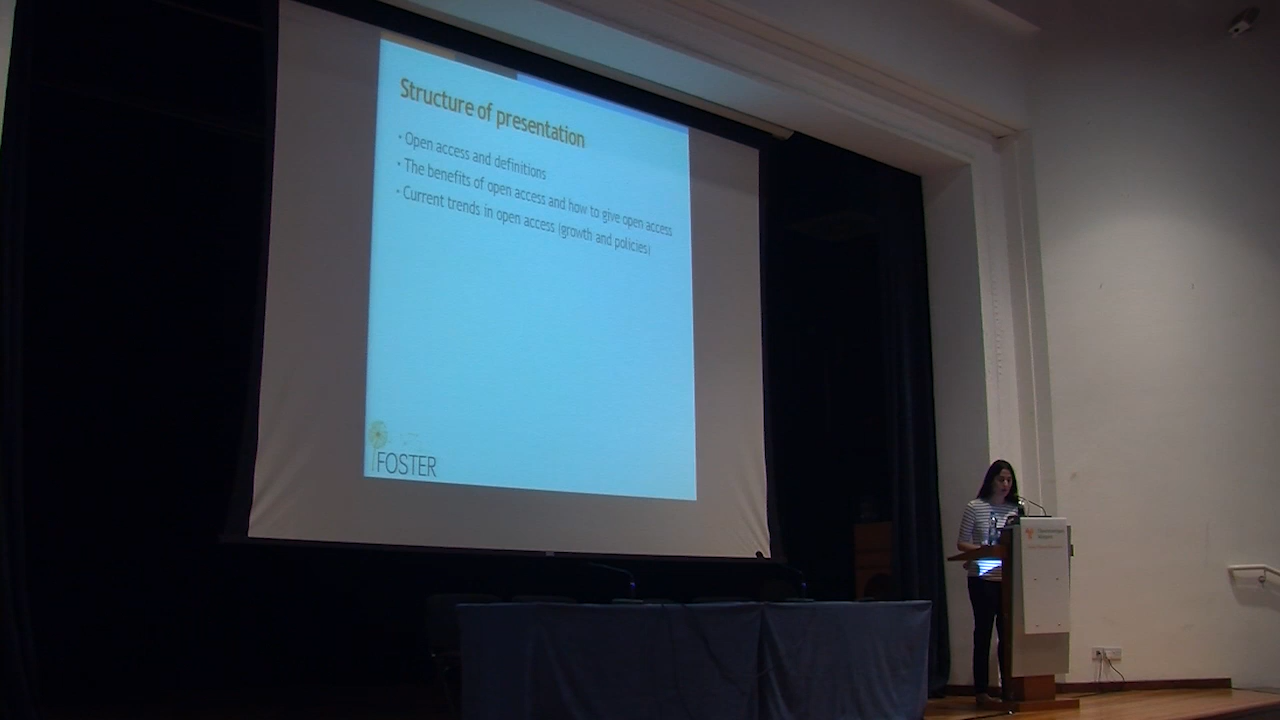 Structure of presentation
• Open access and definitions
• The benefits of open access and how to give open access
• Current trends in open access (growth and policies)
FOSTER